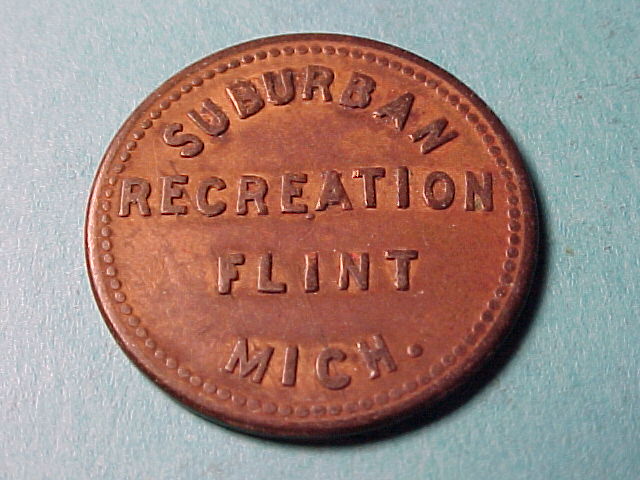 SUBURBAN
RECREATION
FLINT
MICH.